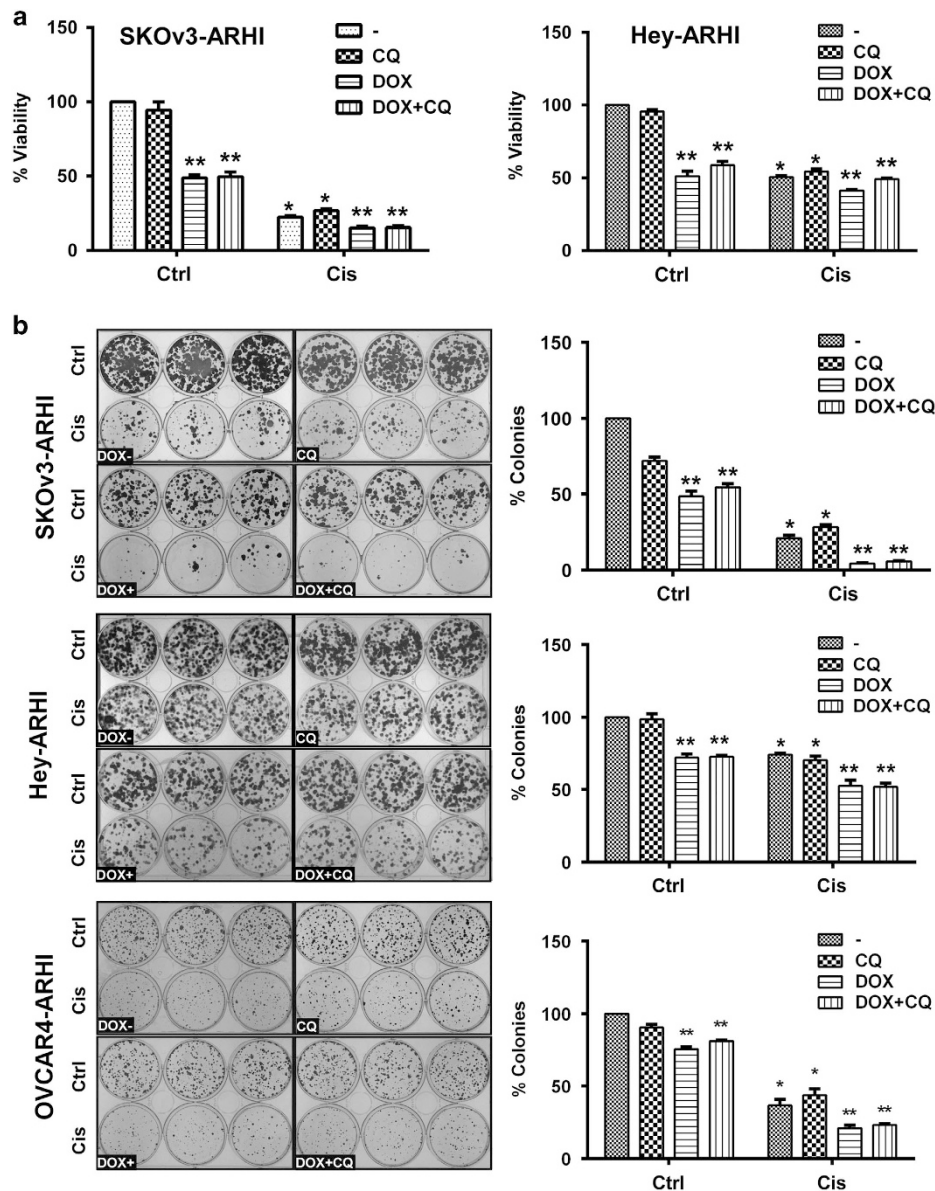 a
SKOv3-ARHI
% Viability
150
100
50
0
-
CQ
DOX
DOX+CQ
** **
* * ** **
Ctrl Cis
Hey-ARHI
% Viability
150
100
50
0
-
CQ
DOX
DOX+CQ
** **
* * ** **
Ctrl Cis
b
SKOv3-ARHI
Ctrl
Cis
Ctrl
Cis
DOX- CQ
DOX+ DOX+CQ
% Colonies
150
100
50
0
-
CQ
DOX
DOX+CQ
** **
* * ** **
Ctrl Cis
Hey-ARHI
Ctrl
Cis
Ctrl
Cis
DOX- CQ
DOX+ DOX+CQ
% Colonies
150
100
50
0
-
CQ
DOX
DOX+CQ
** ** * * ** **
Ctrl Cis
OVCAR4-ARHI
Ctrl
Cis
Ctrl
Cis
DOX- CQ
DOX+ DOX+CQ
% Colonies
150
100
50
0
-
CQ
DOX
DOX+CQ
** **
* * ** **
Ctrl Cis